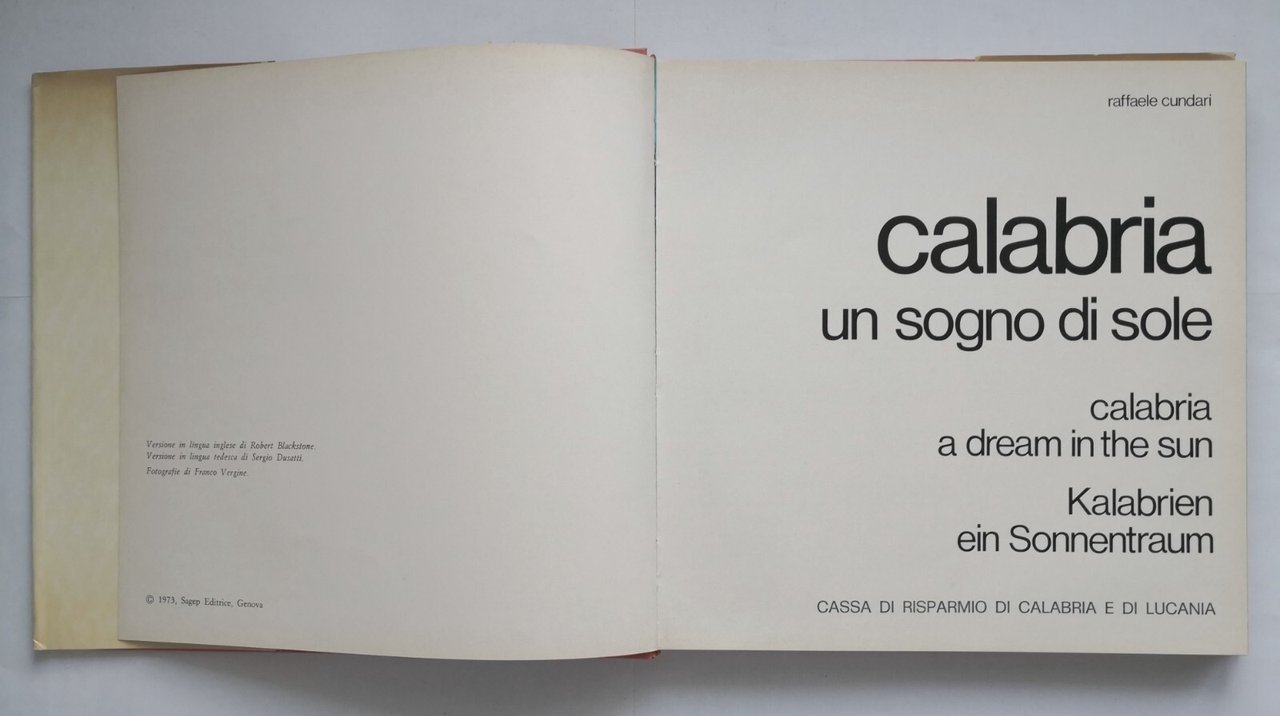 Versione in lingua inglese di Robert Blackstone.
Versione in lingua tedesca di Sergio Dusatti.
Fotografie di Franco Vergine.
© 1973, Sagep Editrice, Genova
raffaele cundari
calabria
un sogno di sole
calabria
a dream in the sun
Kalabrien
ein Sonnentraum
CASSA DI RISPARMIO DI CALABRIA E DI LUCANIA